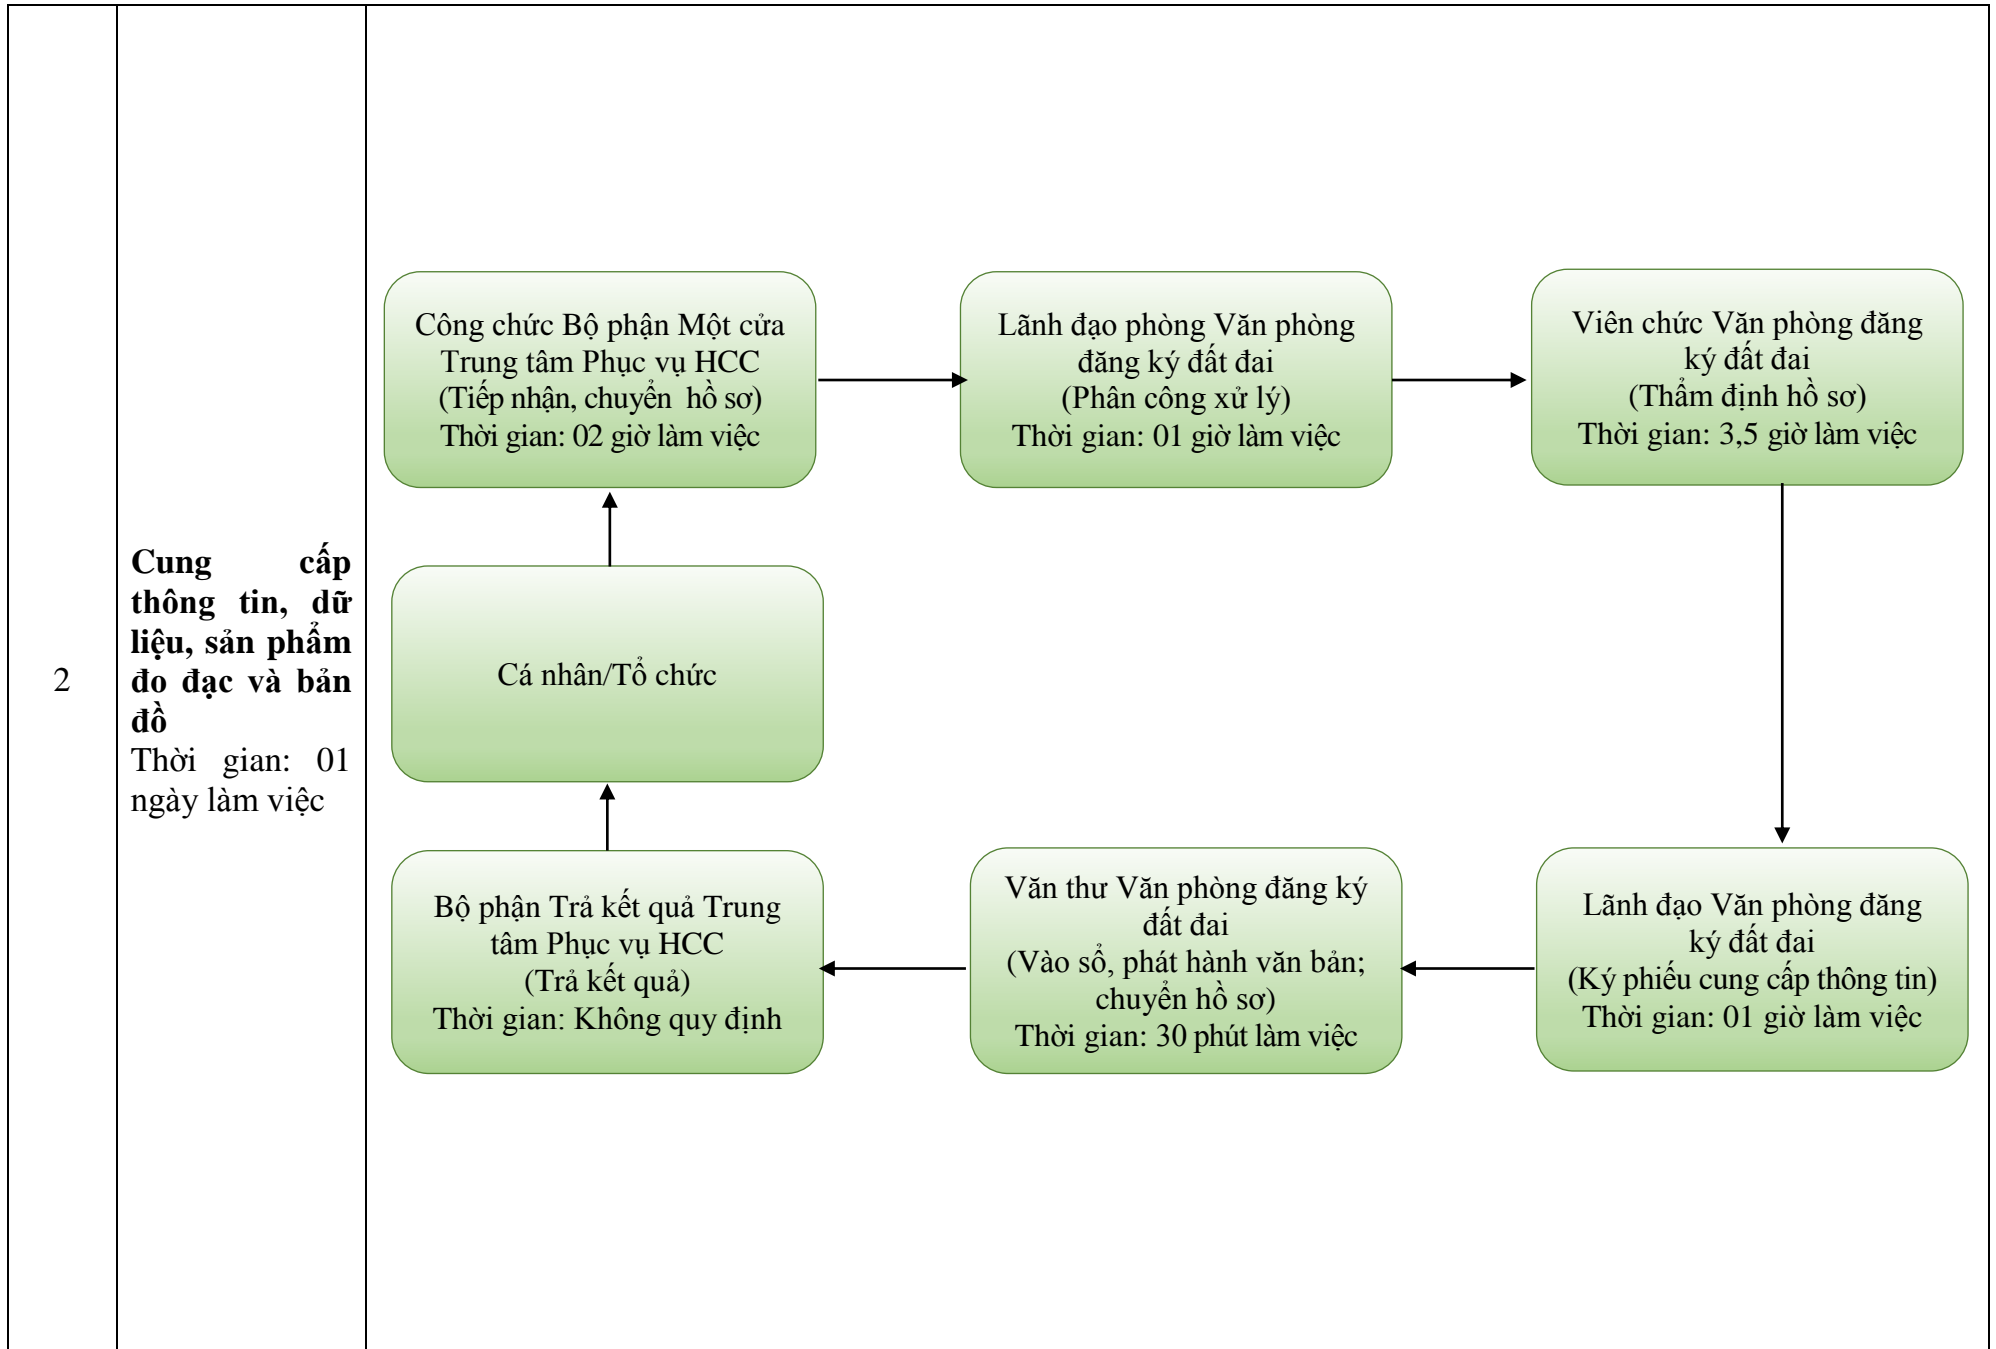 2
Cung cấp
thông tin, dữ
liệu, sản phẩm
đo đạc và bản
đồ
Thời gian: 01
ngày làm việc
Công chức Bộ phận Một cửa
Trung tâm Phục vụ HCC
(Tiếp nhận, chuyển hồ sơ)
Thời gian: 02 giờ làm việc
Lãnh đạo phòng Văn phòng
đăng ký đất đai
(Phân công xử lý)
Thời gian: 01 giờ làm việc
Viên chức Văn phòng đăng
ký đất đai
(Thẩm định hồ sơ)
Thời gian: 3,5 giờ làm việc
Cá nhân/Tổ chức
Bộ phận Trả kết quả Trung
tâm Phục vụ HCC
(Trả kết quả)
Thời gian: Không quy định
Văn thư Văn phòng đăng ký
đất đai
(Vào sổ, phát hành văn bản;
chuyển hồ sơ)
Thời gian: 30 phút làm việc
Lãnh đạo Văn phòng đăng
ký đất đai
(Ký phiếu cung cấp thông tin)
Thời gian: 01 giờ làm việc